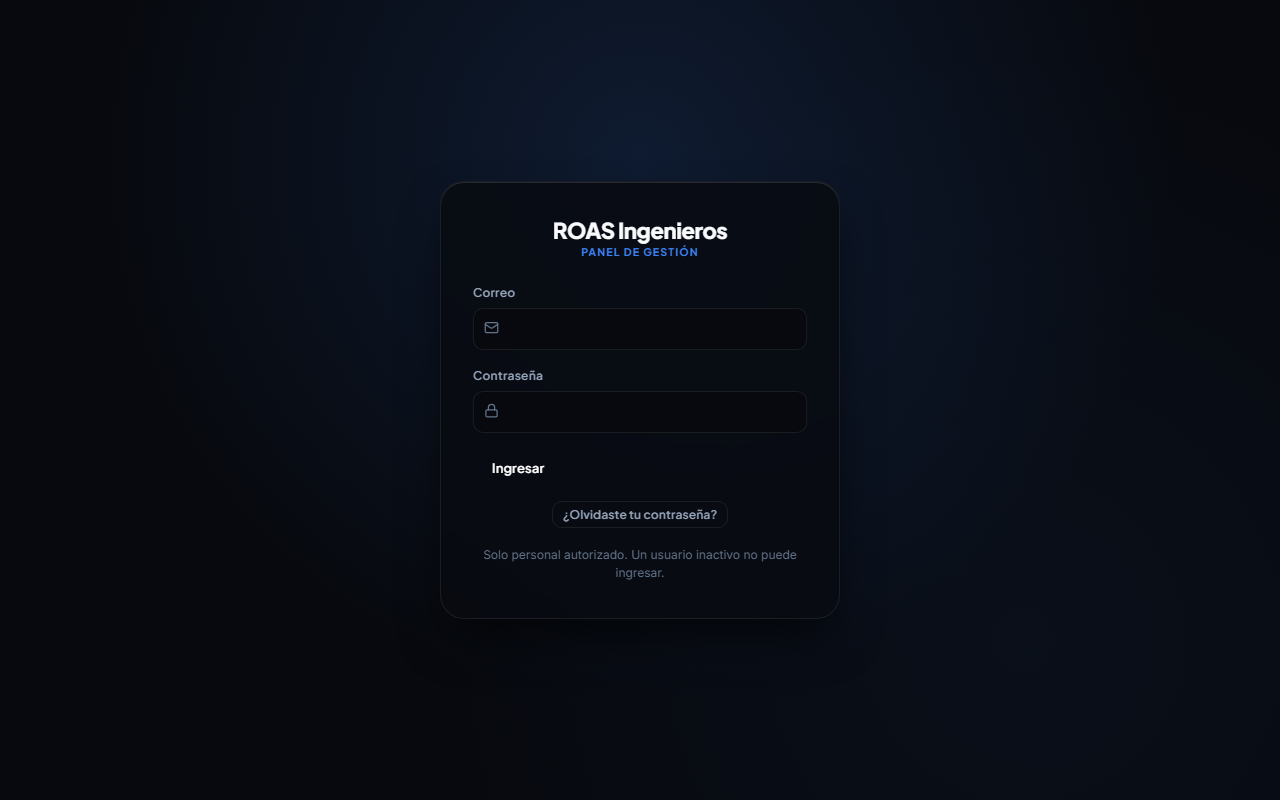 ROAS Ingenieros
PANEL DE GESTIÓN
Correo
Contraseña
Ingresar
¿Olvidaste tu contraseña?
Solo personal autorizado. Un usuario inactivo no puede
ingresar.